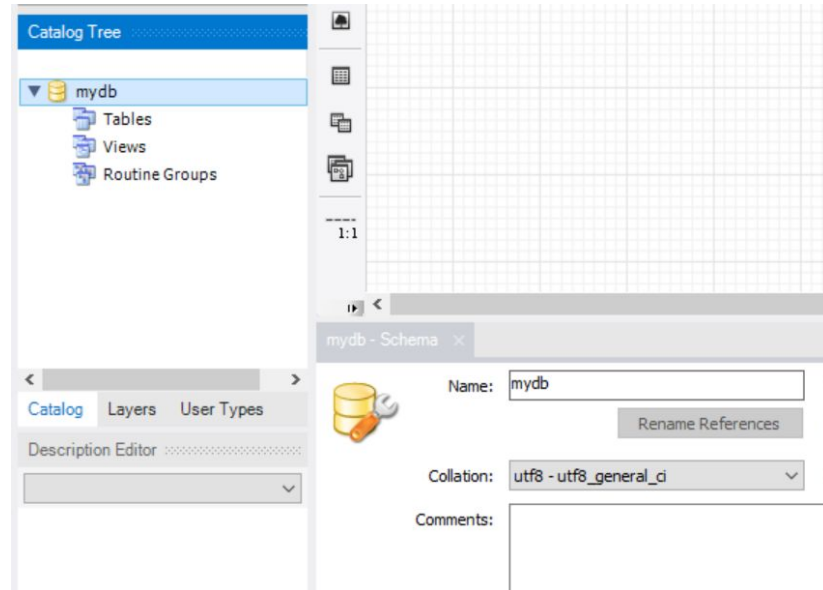 Catalog Tree
mydb
Tables
Views
Routine Groups
1:1
mydb - Schema ×
Name: mydb
Rename References
Collation: utf8 - utf8_general_ci
Comments:
Catalog Layers User Types
Description Editor